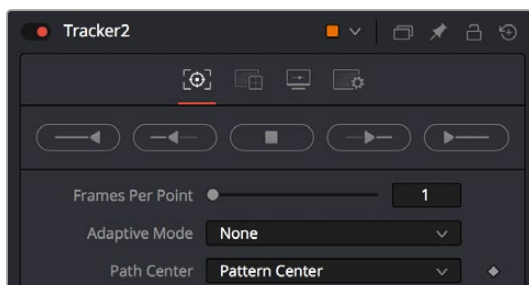 Tracker2
Frames Per Point 1
Adaptive Mode None
Path Center Pattern Center